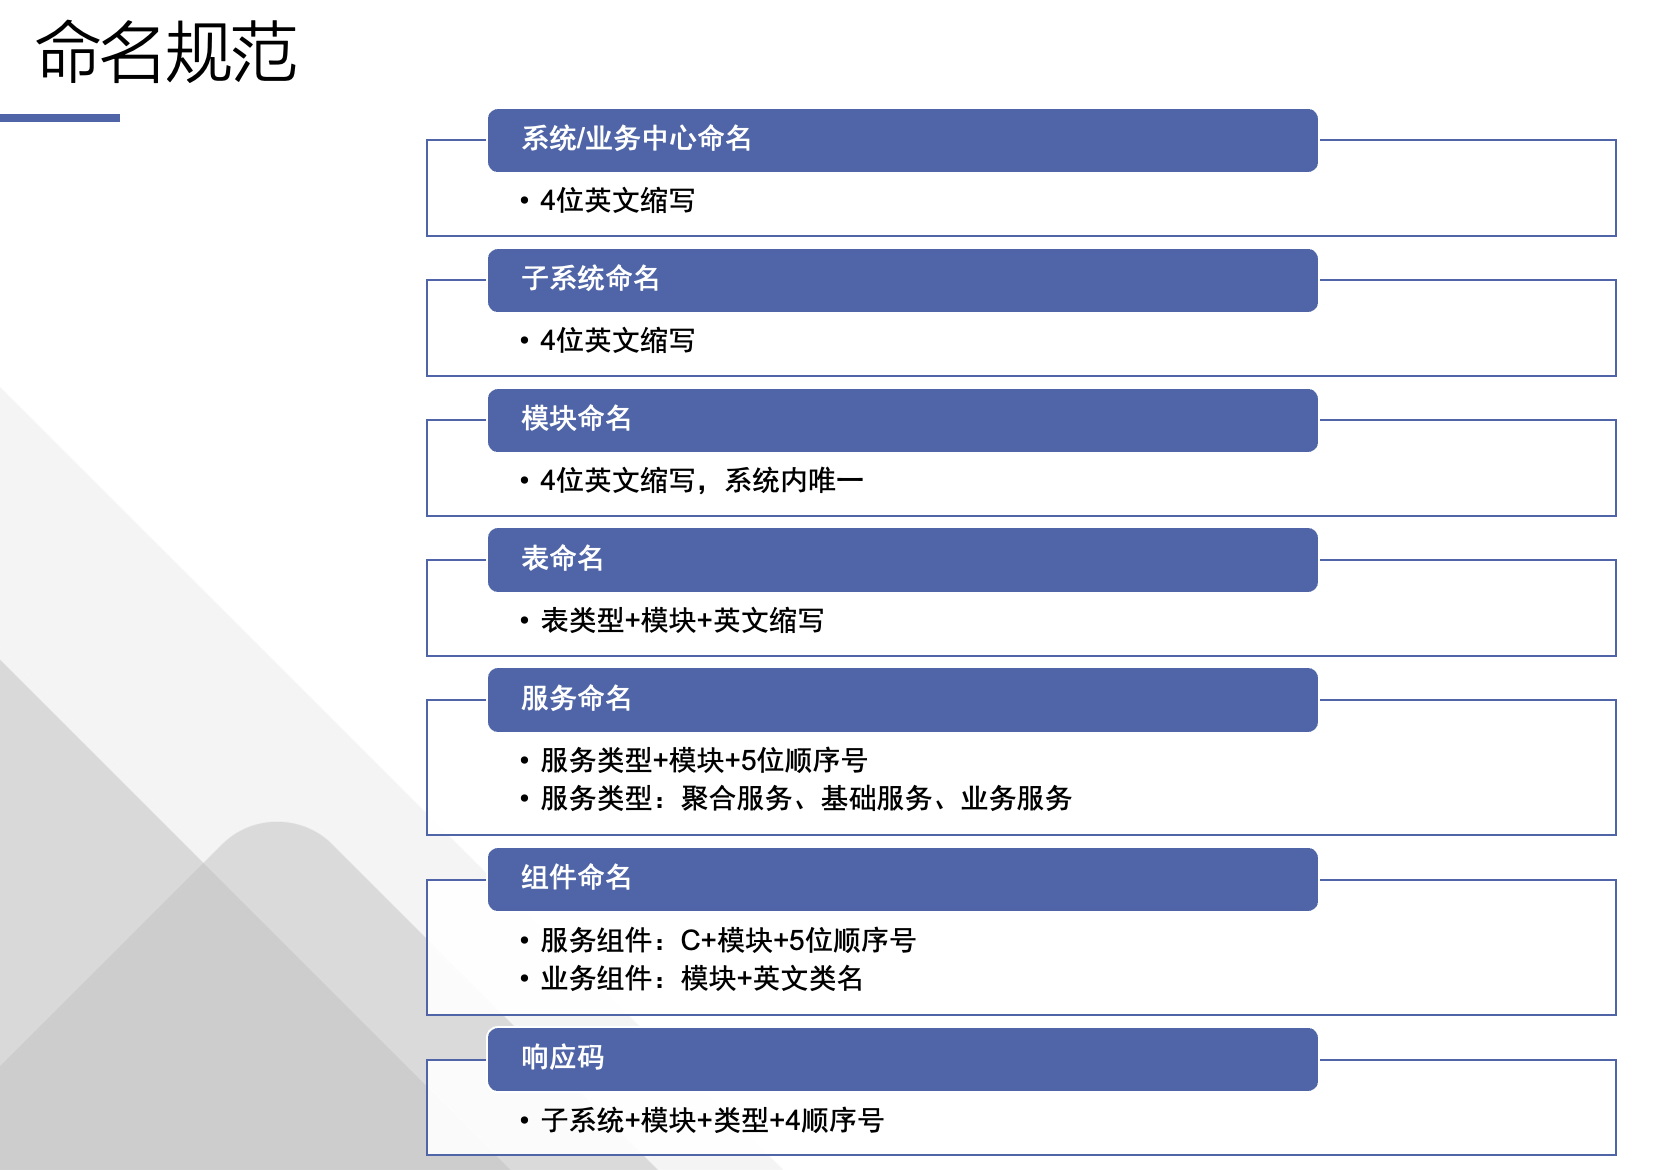 命名规范
系统/业务中心命名
• 4位英文缩写
子系统命名
• 4位英文缩写
模块命名
• 4位英文缩写，系统内唯一
表命名
• 表类型+模块+英文缩写
服务命名
• 服务类型+模块+5位顺序号
• 服务类型：聚合服务、基础服务、业务服务
组件命名
• 服务组件：C+模块+5位顺序号
• 业务组件：模块+英文类名
响应码
• 子系统+模块+类型+4顺序号